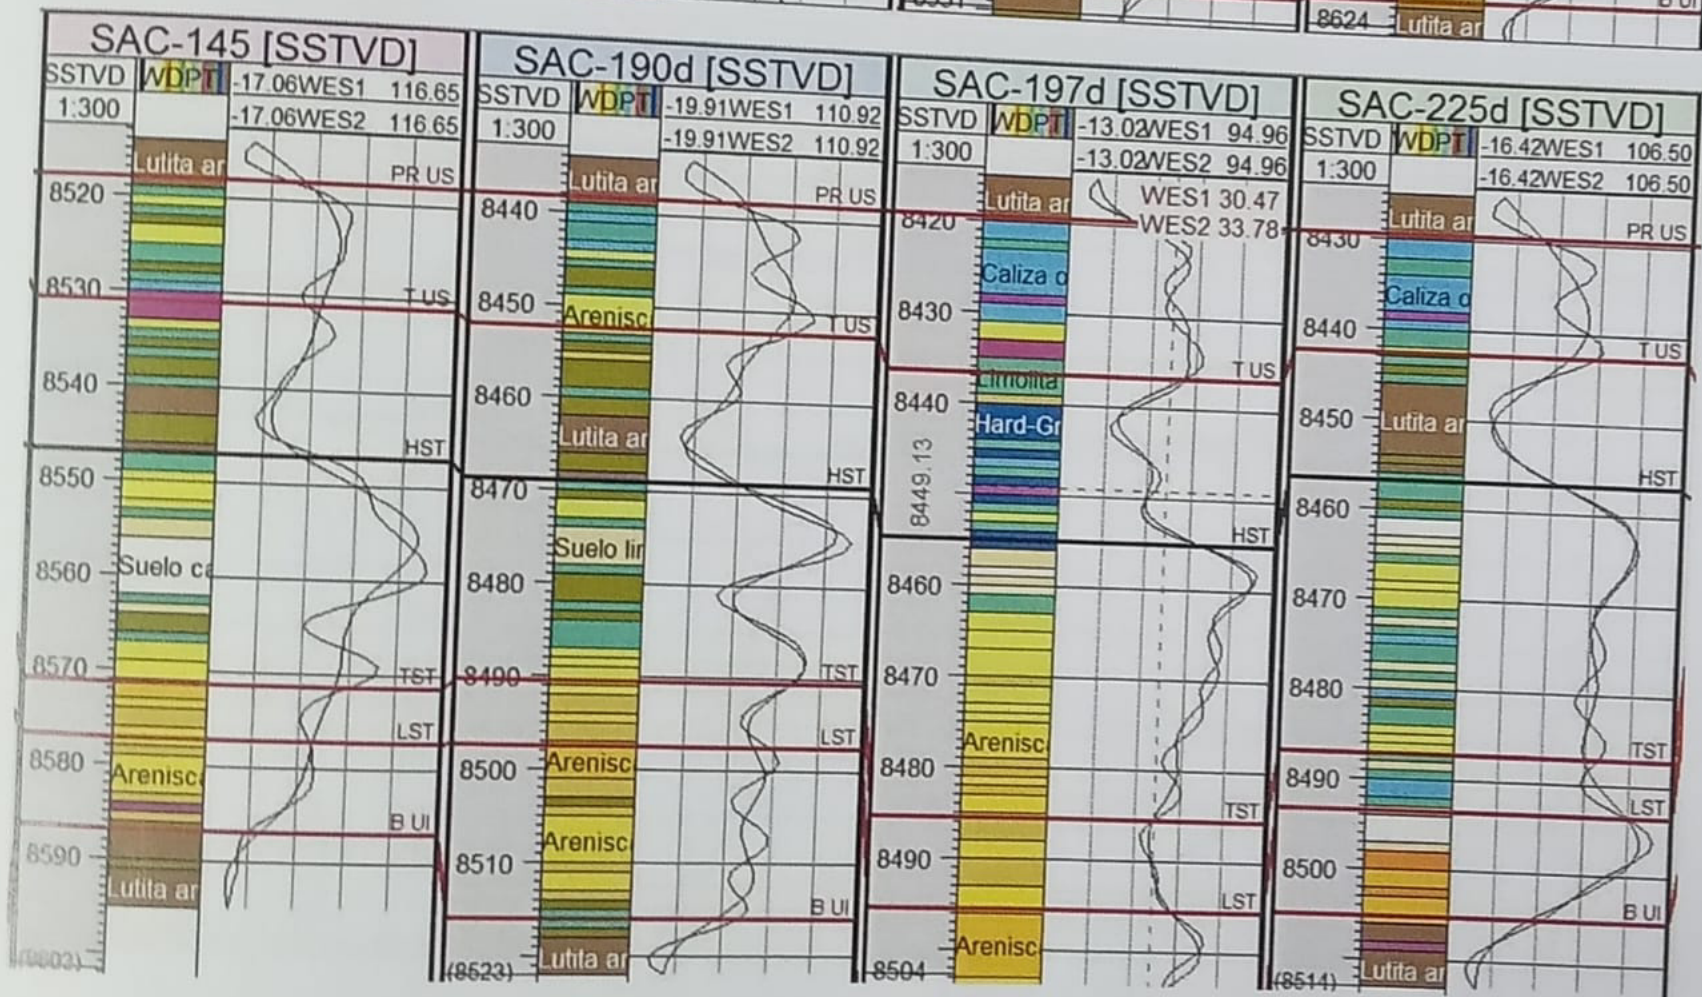 8624
Lutita ar
B UI
SAC-145 [SSTVD]
SSTVD WDPT -17.06WES1 116.65
1:300 -17.06WES2 116.65
Lutita ar
PR US
8520
8530
T US
8540
HST
8550
Suelo ca
8560
8570
TST
LST
8580
Arenisca
B UI
8590
Lutita ar
(8602)
SAC-190d [SSTVD]
SSTVD WDPT -19.91WES1 110.92
1:300 -19.91WES2 110.92
Lutita ar
PR US
8440
8450
Arenisc
T US
8460
Lutita ar
HST
8470
Suelo lir
8480
TST
8490
LST
8500
Arenisc
Arenisc
8510
B UI
Lutita ar
(8523)
SAC-197d [SSTVD]
SSTVD WDPT -13.02WES1 94.96
1:300 -13.02WES2 94.96
Lutita ar
WES1 30.47
8420
WES2 33.78
Caliza o
8430
T US
Limolita
8440
Hard-Gr
8449.13
HST
8460
8470
Arenisc
8480
TST
8490
LST
Arenisc
8504
SAC-225d [SSTVD]
SSTVD WDPT -16.42WES1 106.50
1:300 -16.42WES2 106.50
Lutita ar
PR US
8430
Caliza o
8440
T US
8450
Lutita ar
HST
8460
8470
8480
TST
8490
LST
8500
B UI
Lutita ar
(8514)